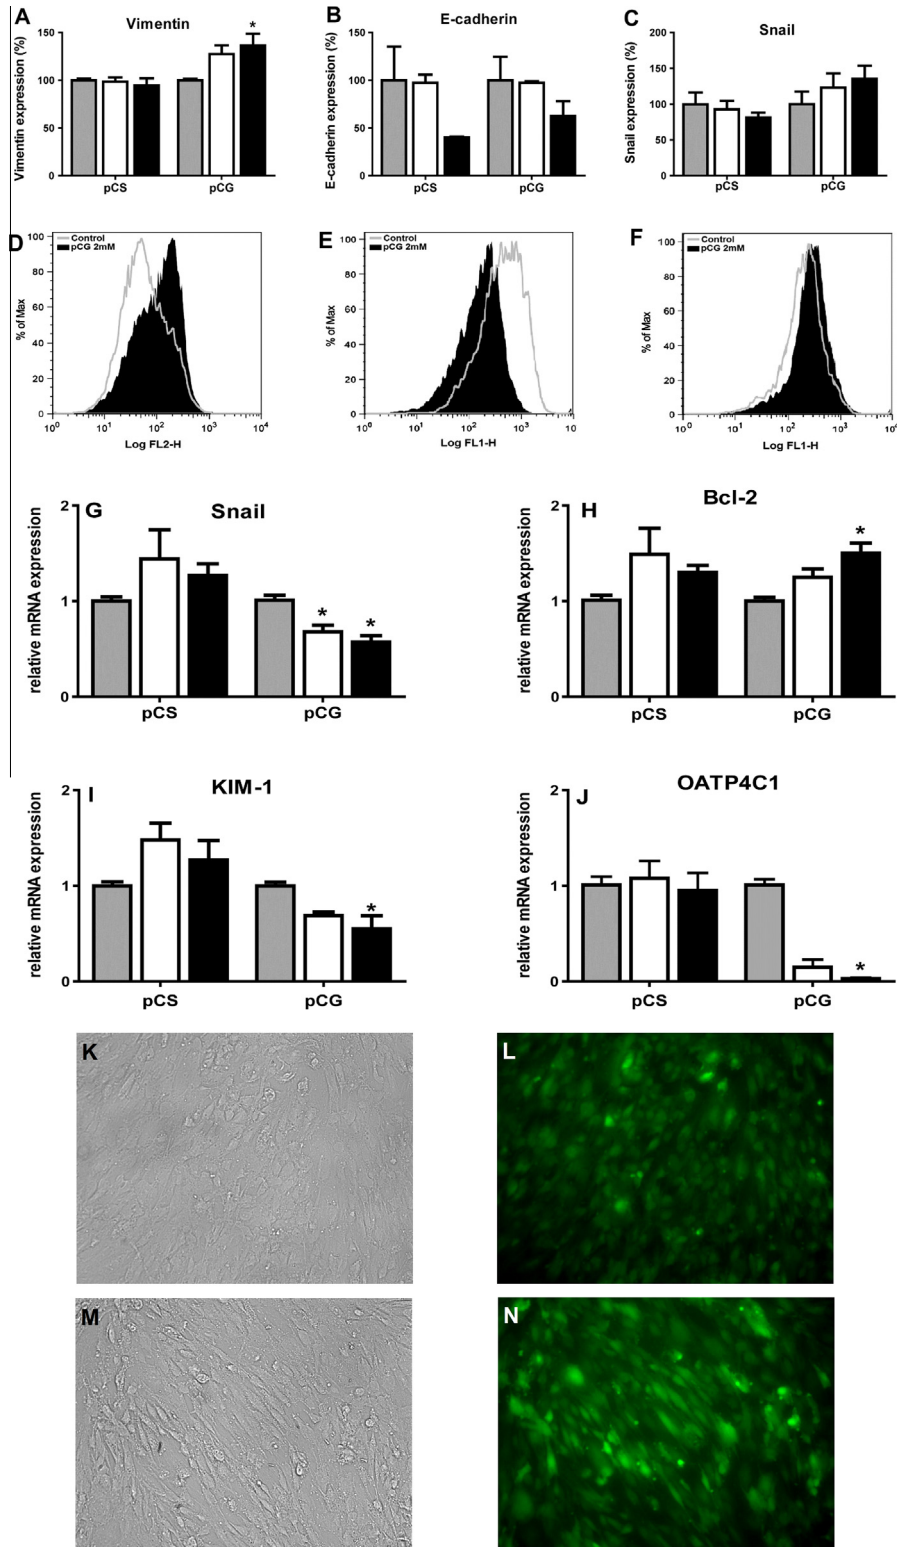 A
Vimentin
Vimentin expression (%)
150
100
50
0
*
pCS
pCG
B
E-cadherin
E-cadherin expression (%)
150
100
50
0
pCS
pCG
C
Snail
Snail expression (%)
200
150
100
50
0
pCS
pCG
D
Control
pCG 2mM
% of Max
100
80
60
40
20
0
10⁰ 10¹ 10² 10³ 10⁴
Log FL2-H
E
Control
pCG 2mM
% of Max
100
80
60
40
20
0
10⁰ 10¹ 10² 10³ 10
Log FL1-H
F
Control
pCG 2mM
% of Max
100
80
60
40
20
0
10⁰ 10¹ 10² 10³ 10⁴
Log FL1-H
G
Snail
relative mRNA expression
2
1
0
* *
pCS
pCG
H
Bcl-2
relative mRNA expression
2
1
0
*
pCS
pCG
I
KIM-1
relative mRNA expression
2
1
0
*
pCS
pCG
J
OATP4C1
relative mRNA expression
2
1
0
*
pCS
pCG
K
L
M
N